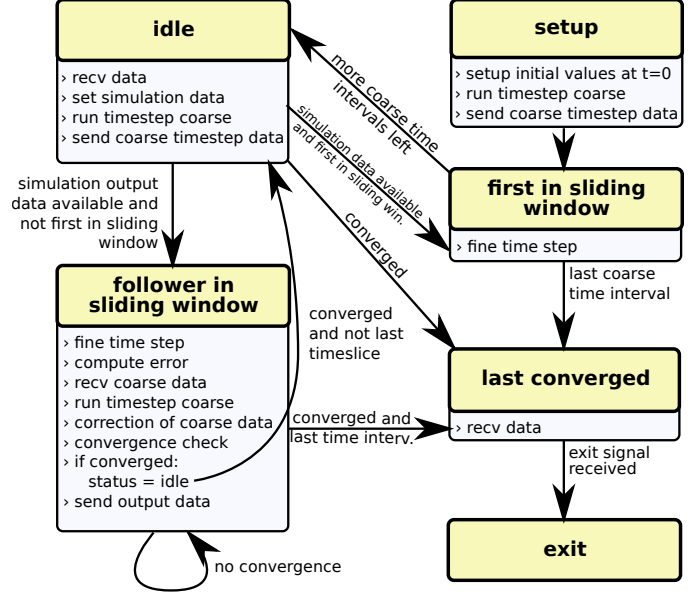 idle
› recv data
› set simulation data
› run timestep coarse
› send coarse timestep data
setup
› setup initial values at t=0
› run timestep coarse
› send coarse timestep data
more coarse time
intervals left
simulation data available
and first in sliding win.
converged
simulation output
data available and
not first in sliding
window
first in sliding
window
› fine time step
last coarse
time interval
follower in
sliding window
› fine time step
› compute error
› recv coarse data
› run timestep coarse
› correction of coarse data
› convergence check
› if converged:
status = idle
› send output data
converged
and not last
timeslice
converged and
last time interv.
last converged
› recv data
exit signal
received
exit
no convergence